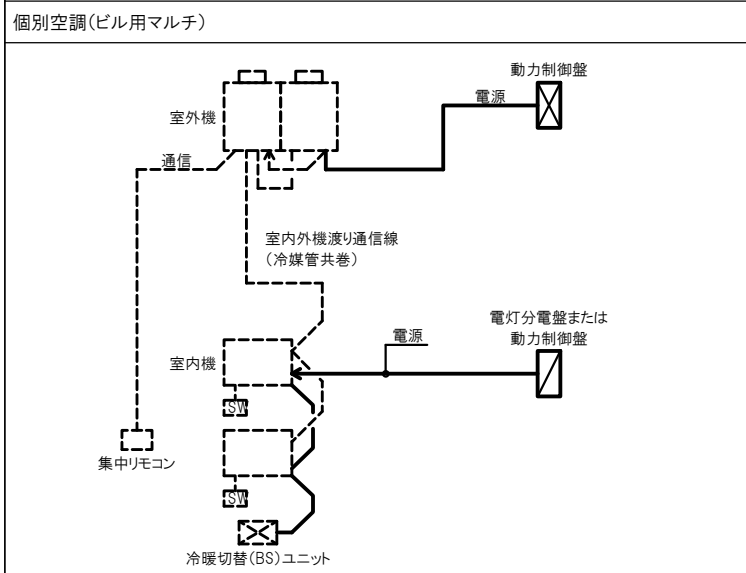 個別空調(ビル用マルチ)
動力制御盤
電源
室外機
通信
室内外機渡り通信線
(冷媒管共巻)
電灯分電盤または
動力制御盤
電源
室内機
SW
集中リモコン
SW
冷暖切替(BS)ユニット